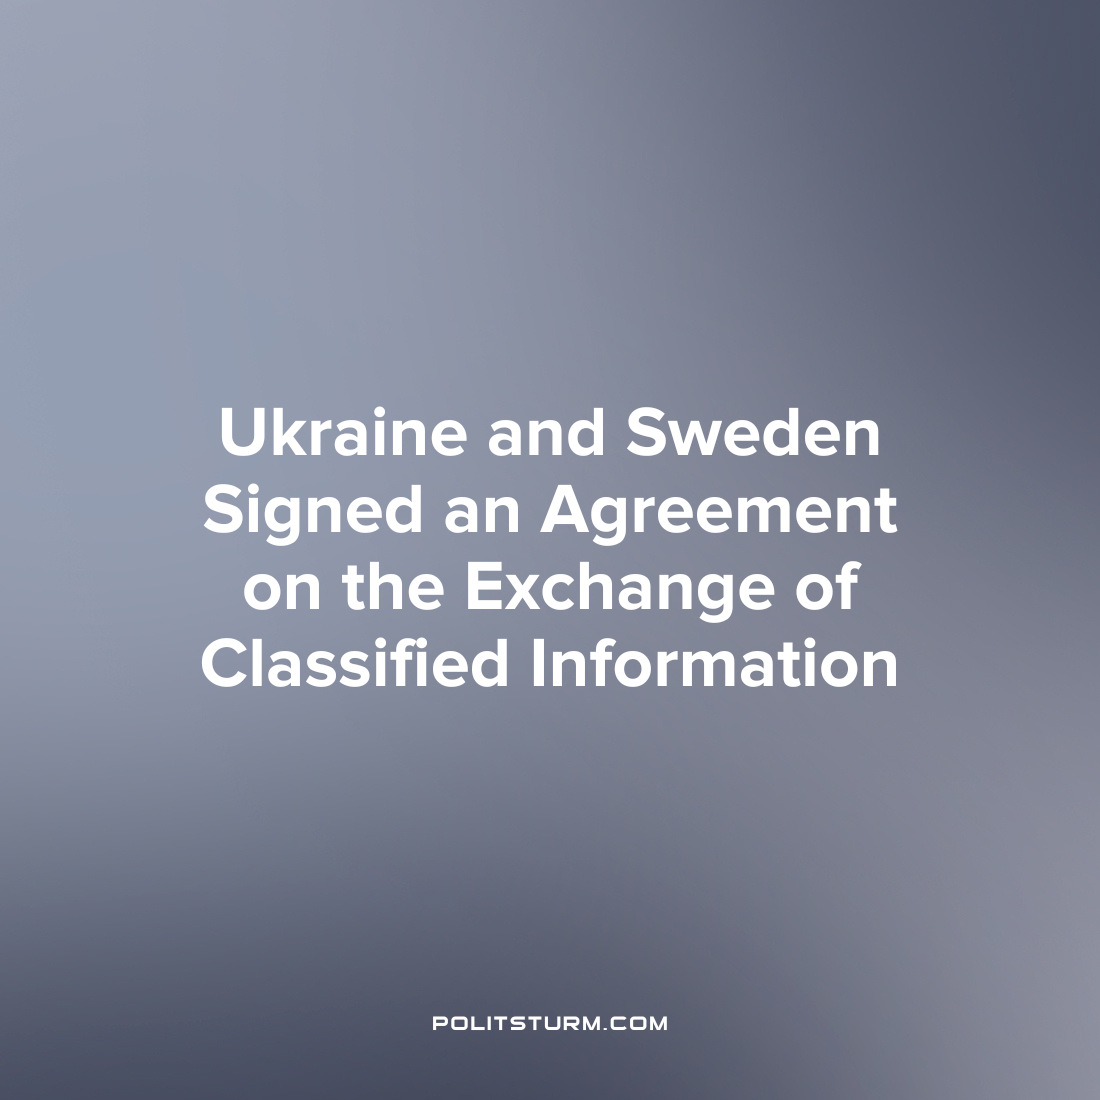 Ukraine and Sweden
Signed an Agreement
on the Exchange of
Classified Information
POLITSTURM.COM